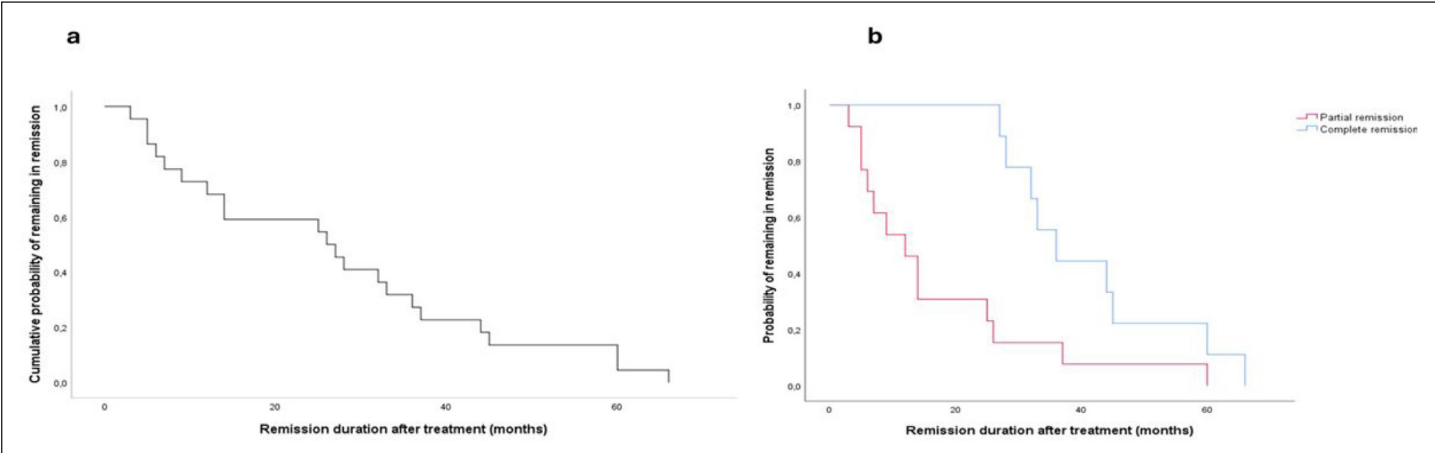 a
Cumulative probability of remaining in remission
1,0
0,8
0,6
0,4
0,2
0,0
0
20
40
60
Remission duration after treatment (months)
b
Probability of remaining in remission
1,0
0,8
0,6
0,4
0,2
0,0
0
20
40
60
Remission duration after treatment (months)
Partial remission
Complete remission